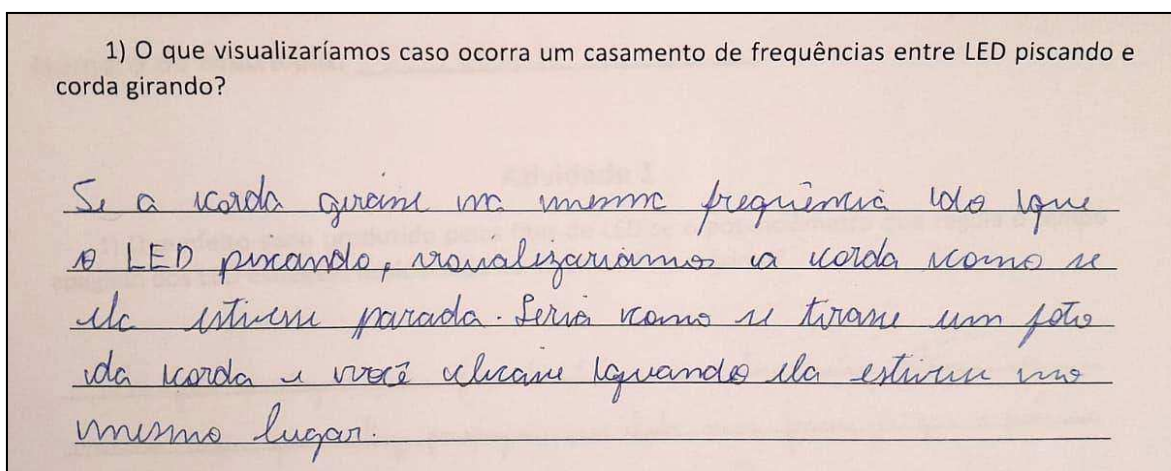 1) O que visualizaríamos caso ocorra um casamento de frequências entre LED piscando e
corda girando?
Se a corda girasse na mesma frequência do que
o LED piscando, visualizaríamos a corda como se
ela estivesse parada. Seria como se tirasse um foto
da corda e você clicasse quando ela estivesse no
mesmo lugar.